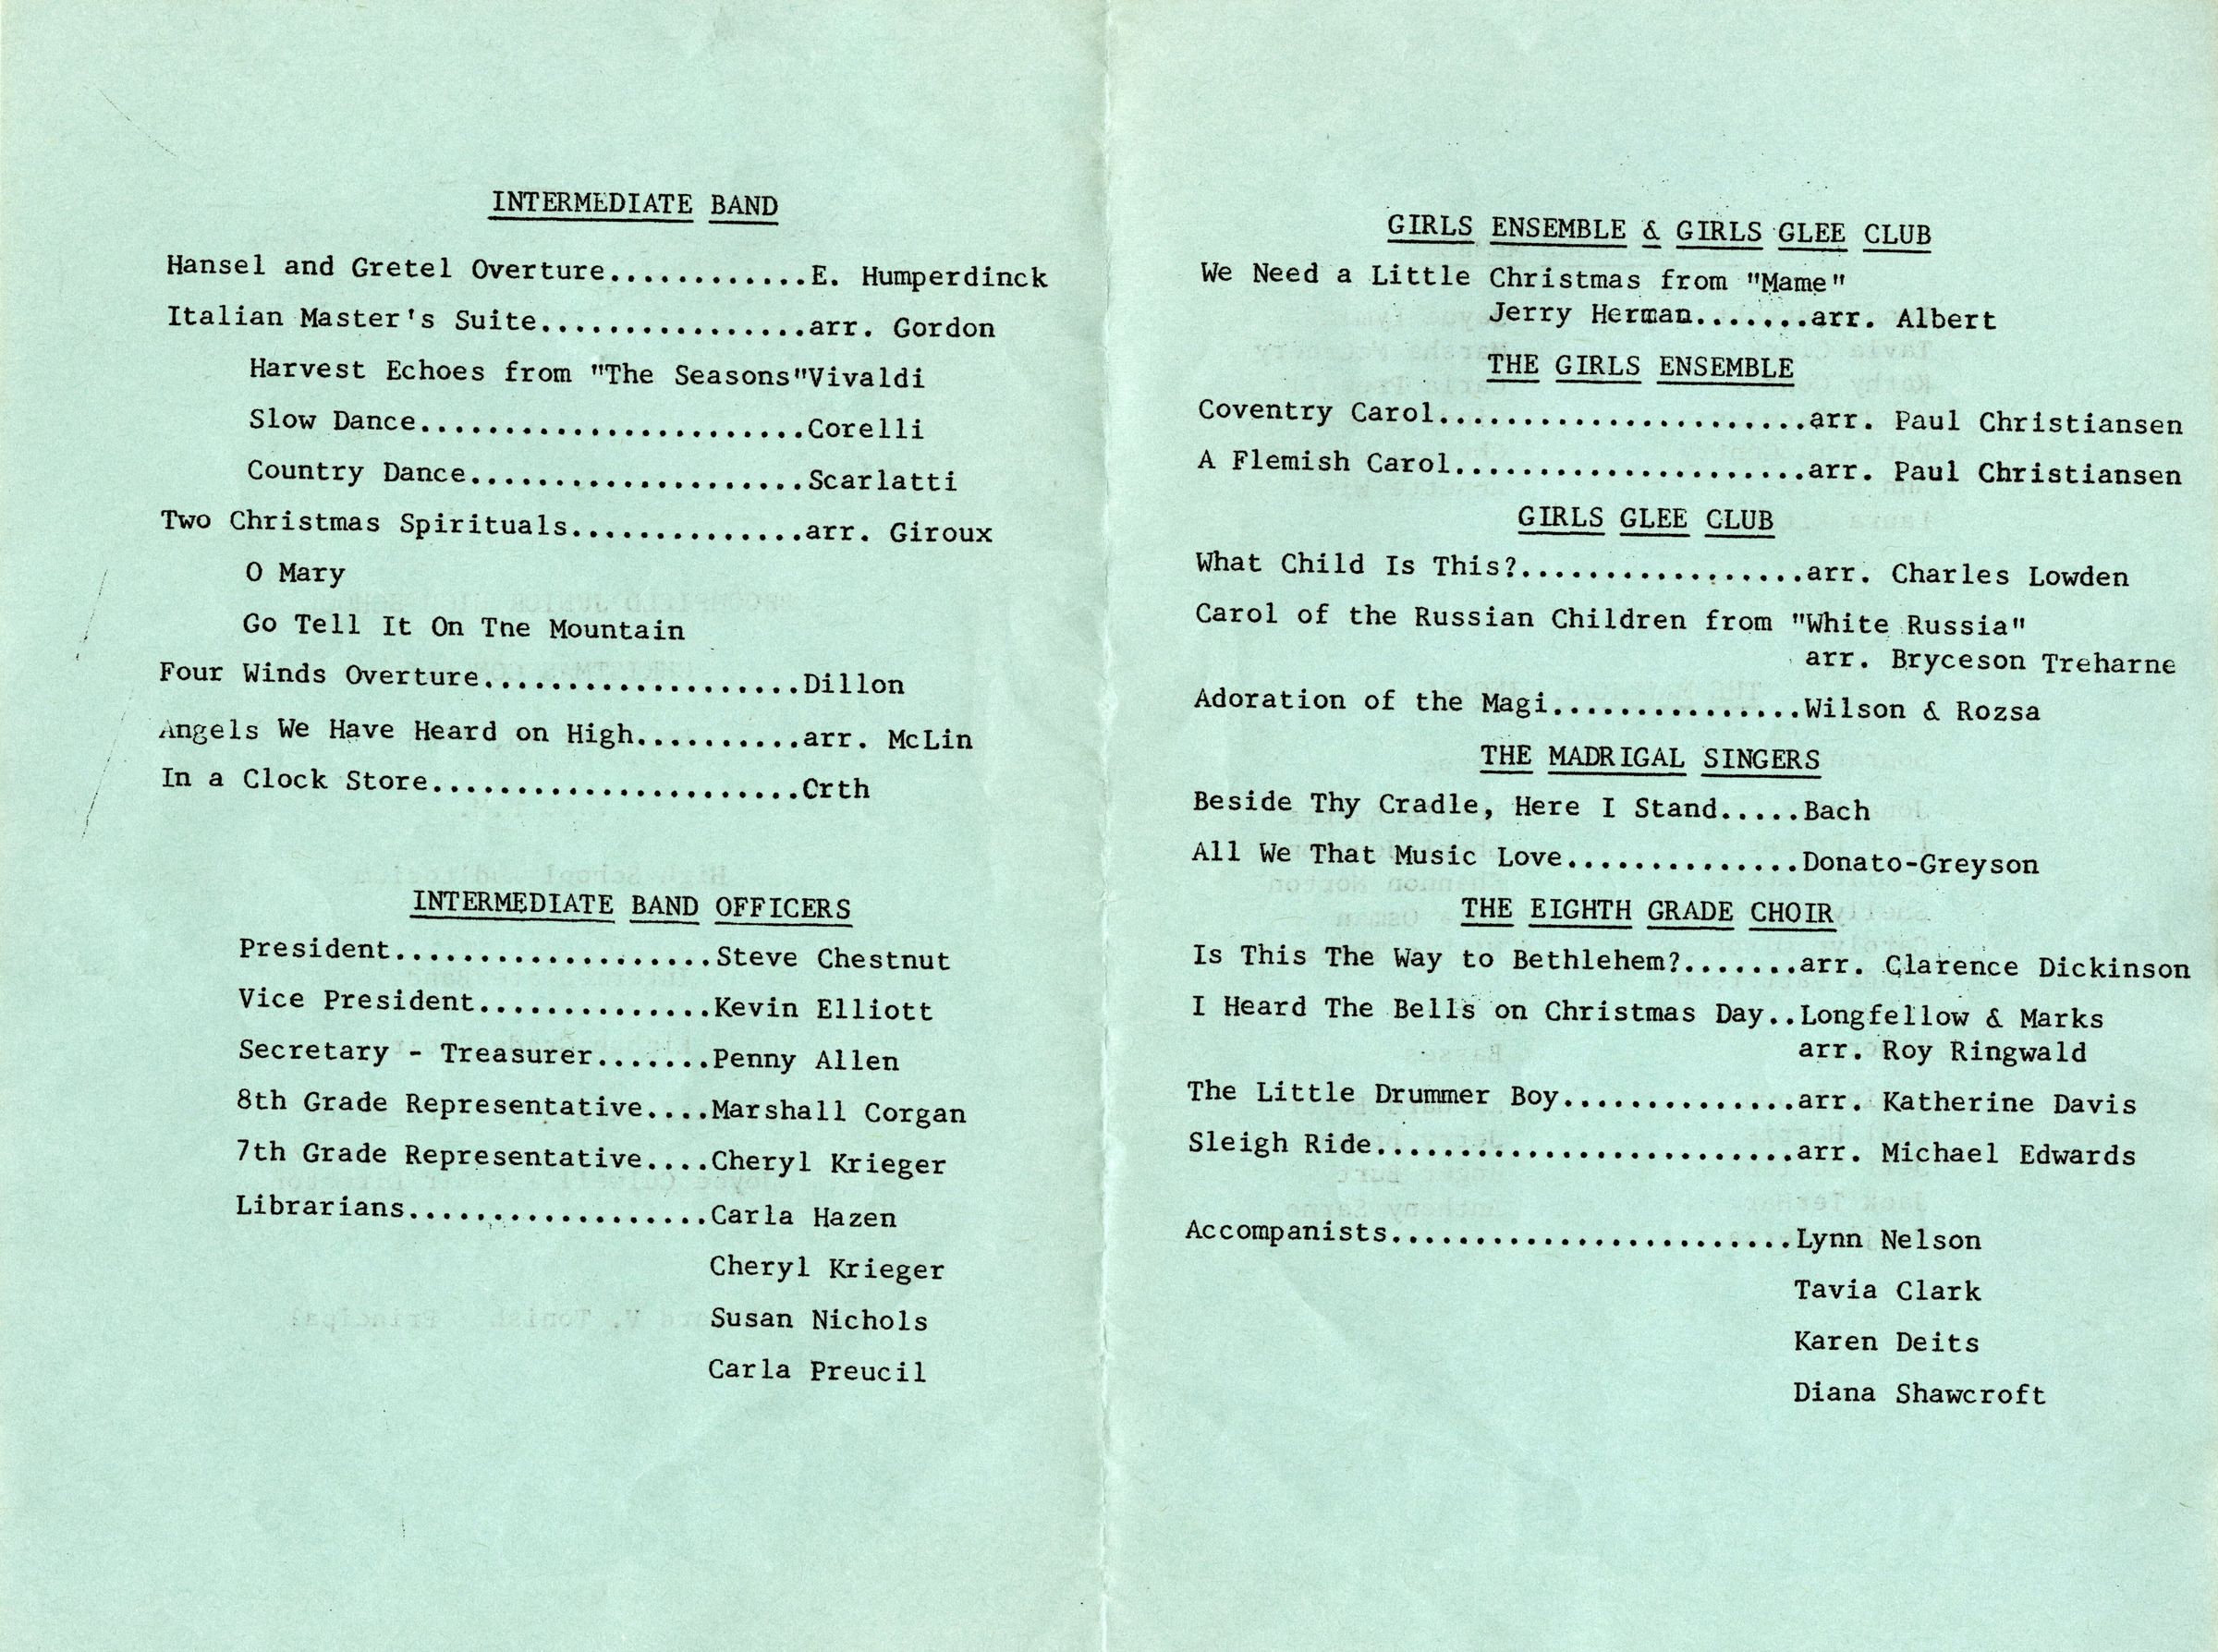 INTERMEDIATE BAND
Hansel and Gretel Overture............E. Humperdinck
Italian Master's Suite................arr. Gordon
Harvest Echoes from "The Seasons"Vivaldi
Slow Dance.......................Corelli
Country Dance....................Scarlatti
Two Christmas Spirituals..............arr. Giroux
O Mary
Go Tell It On Tne Mountain
Four Winds Overture...................Dillon
Angels We Have Heard on High..........arr. McLin
In a Clock Store......................Orth
INTERMEDIATE BAND OFFICERS
President...................Steve Chestnut
Vice President..............Kevin Elliott
Secretary - Treasurer.......Penny Allen
8th Grade Representative....Marshall Corgan
7th Grade Representative....Cheryl Krieger
Librarians..................Carla Hazen
Cheryl Krieger
Susan Nichols
Carla Preucil
GIRLS ENSEMBLE & GIRLS GLEE CLUB
We Need a Little Christmas from "Mame"
Jerry Herman.......arr. Albert
THE GIRLS ENSEMBLE
Coventry Carol......................arr. Paul Christiansen
A Flemish Carol.....................arr. Paul Christiansen
GIRLS GLEE CLUB
What Child Is This?.................arr. Charles Lowden
Carol of the Russian Children from "White Russia"
arr. Bryceson Treharne
Adoration of the Magi...............Wilson & Rozsa
THE MADRIGAL SINGERS
Beside Thy Cradle, Here I Stand.....Bach
All We That Music Love..............Donato-Greyson
THE EIGHTH GRADE CHOIR
Is This The Way to Bethlehem?.......arr. Clarence Dickinson
I Heard The Bells on Christmas Day..Longfellow & Marks
arr. Roy Ringwald
The Little Drummer Boy..............arr. Katherine Davis
Sleigh Ride.........................arr. Michael Edwards
Accompanists........................Lynn Nelson
Tavia Clark
Karen Deits
Diana Shawcroft